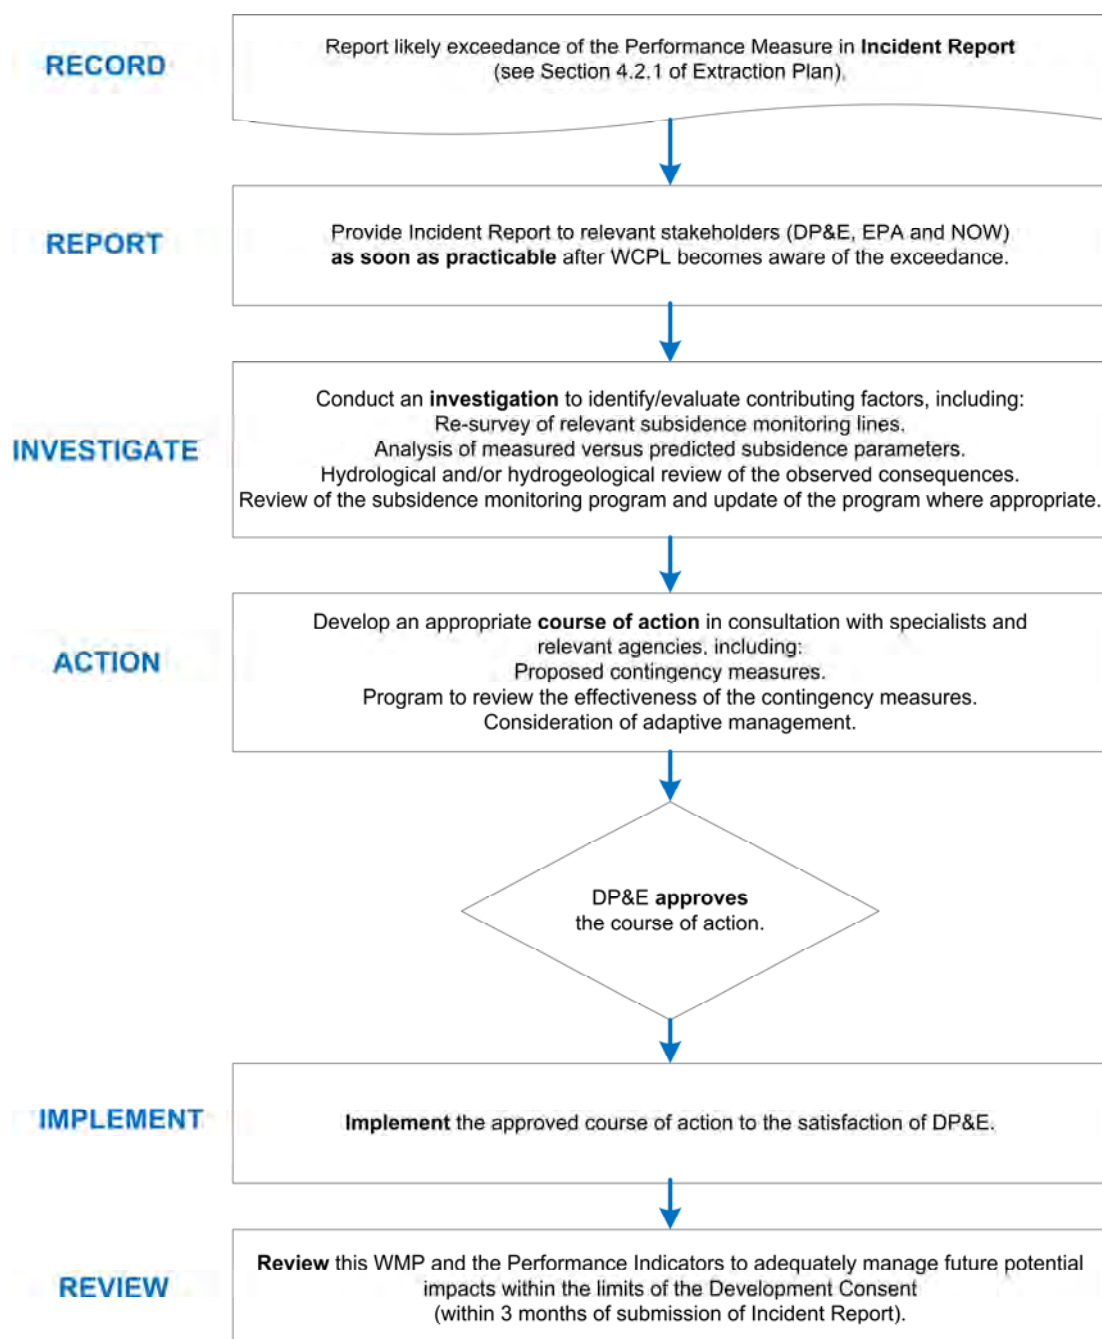 RECORD
Report likely exceedance of the Performance Measure in Incident Report
(see Section 4.2.1 of Extraction Plan).
REPORT
Provide Incident Report to relevant stakeholders (DP&E, EPA and NOW)
as soon as practicable after WCPL becomes aware of the exceedance.
INVESTIGATE
Conduct an investigation to identify/evaluate contributing factors, including:
Re-survey of relevant subsidence monitoring lines.
Analysis of measured versus predicted subsidence parameters.
Hydrological and/or hydrogeological review of the observed consequences.
Review of the subsidence monitoring program and update of the program where appropriate.
ACTION
Develop an appropriate course of action in consultation with specialists and
relevant agencies, including:
Proposed contingency measures.
Program to review the effectiveness of the contingency measures.
Consideration of adaptive management.
DP&E approves
the course of action.
IMPLEMENT
Implement the approved course of action to the satisfaction of DP&E.
REVIEW
Review this WMP and the Performance Indicators to adequately manage future potential
impacts within the limits of the Development Consent
(within 3 months of submission of Incident Report).